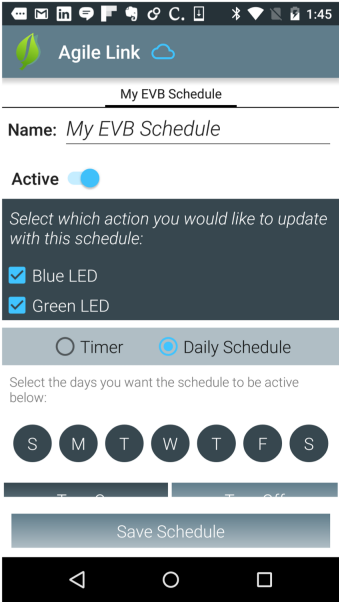 1:45
Agile Link
My EVB Schedule
Name: My EVB Schedule
Active
Select which action you would like to update
with this schedule:
Blue LED
Green LED
Timer Daily Schedule
Select the days you want the schedule to be active
below:
S M T W T F S
Save Schedule